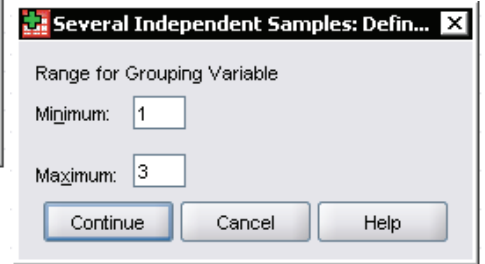 Several Independent Samples: Defin...
Range for Grouping Variable
Minimum: 1
Maximum: 3
Continue Cancel Help